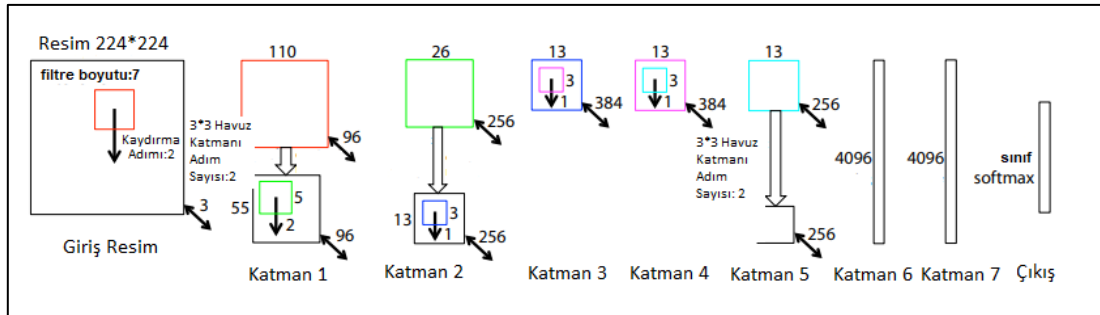 Resim 224*224
filtre boyutu:7
Kaydırma
Adımı:2
3
Giriş Resim
110
96
3*3 Havuz
Katmanı
Adım
Sayısı:2
55
5
2
96
Katman 1
26
256
13
3
1
256
Katman 2
13
3
1
384
Katman 3
13
3
1
384
Katman 4
13
256
3*3 Havuz
Katmanı
Adım
Sayısı: 2
256
Katman 5
4096
Katman 6
4096
Katman 7
sınıf
softmax
Çıkış